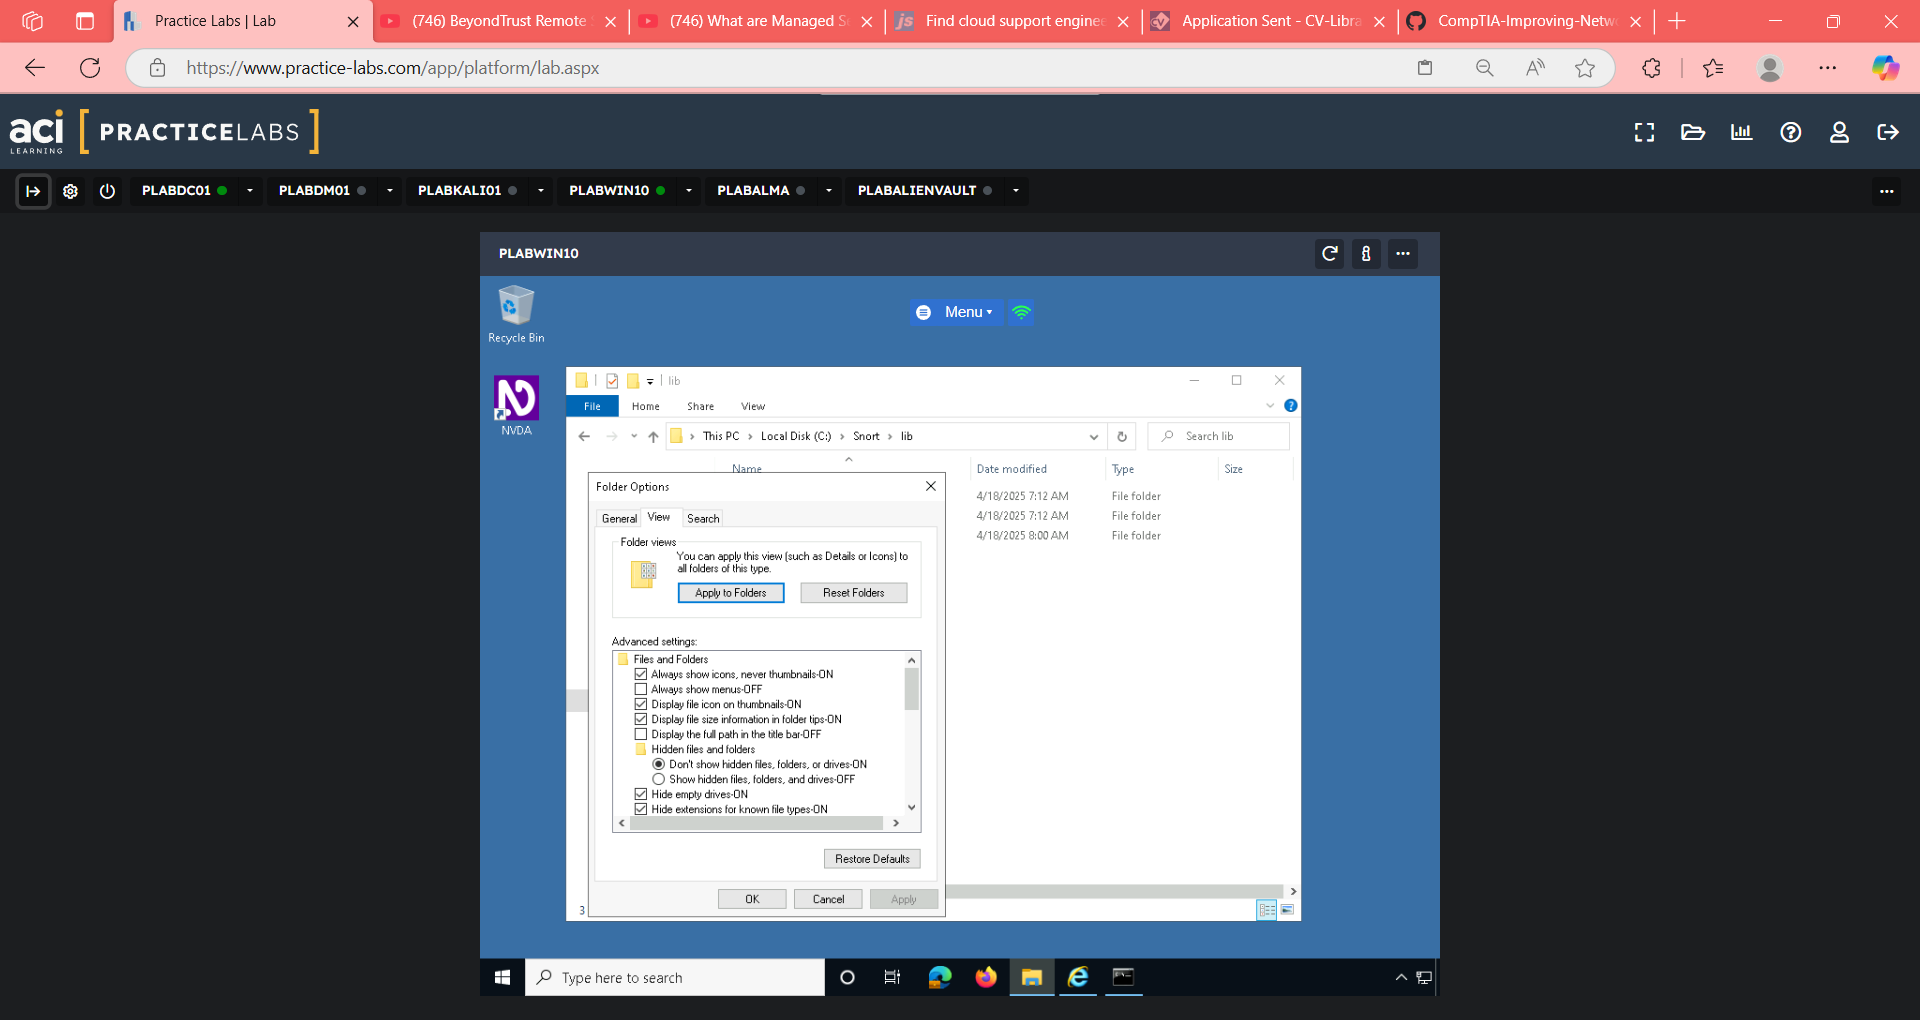 Practice Labs | Lab
(746) BeyondTrust Remote
(746) What are Managed S
Find cloud support enginee
Application Sent - CV-Libra
CompTIA-Improving-Netwo
https://www.practice-labs.com/app/platform/lab.aspx
aci LEARNING [ PRACTICELABS ]
PLABDC01
PLABDM01
PLABKALI01
PLABWIN10
PLABALMA
PLABALIENVAULT
PLABWIN10
Recycle Bin
Menu
NVDA
lib
File
Home
Share
View
This PC > Local Disk (C:) > Snort > lib
Search lib
Name
Date modified
Type
Size
4/18/2025 7:12 AM File folder
4/18/2025 7:12 AM File folder
4/18/2025 8:00 AM File folder
Folder Options
General
View
Search
Folder views
You can apply this view (such as Details or Icons) to
all folders of this type.
Apply to Folders
Reset Folders
Advanced settings:
Files and Folders
Always show icons, never thumbnails-ON
Always show menus-OFF
Display file icon on thumbnails-ON
Display file size information in folder tips-ON
Display the full path in the title bar-OFF
Hidden files and folders
Don't show hidden files, folders, or drives-ON
Show hidden files, folders, and drives-OFF
Hide empty drives-ON
Hide extensions for known file types-ON
Restore Defaults
OK
Cancel
Apply
3
Type here to search